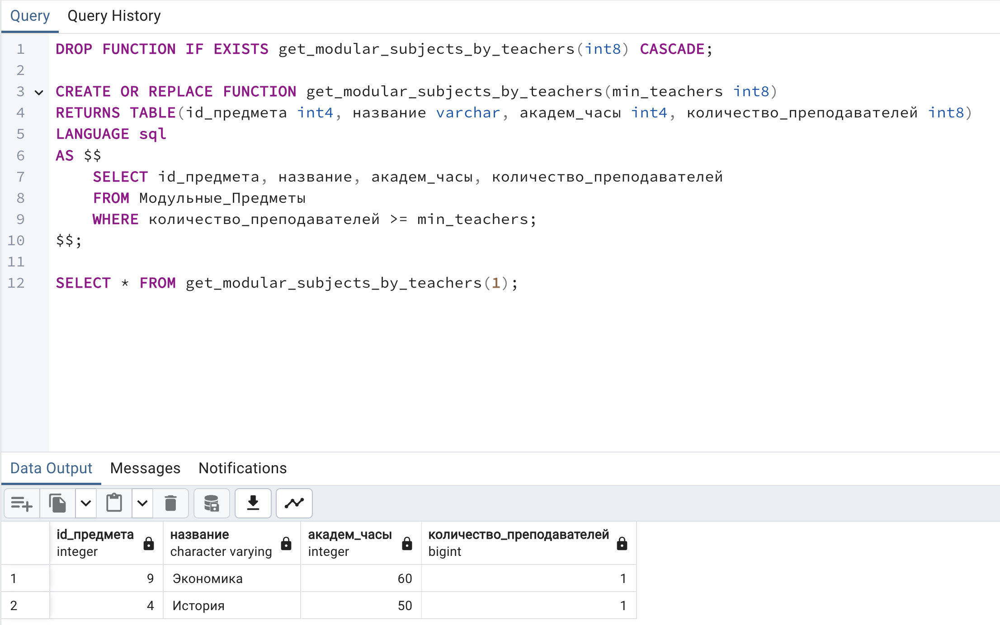 Query Query History
1 DROP FUNCTION IF EXISTS get_modular_subjects_by_teachers(int8) CASCADE;
2
3 CREATE OR REPLACE FUNCTION get_modular_subjects_by_teachers(min_teachers int8)
4 RETURNS TABLE(id_предмета int4, название varchar, академ_часы int4, количество_преподавателей int8)
5 LANGUAGE sql
6 AS $$
7 SELECT id_предмета, название, академ_часы, количество_преподавателей
8 FROM Модульные_Предметы
9 WHERE количество_преподавателей >= min_teachers;
10 $$;
11
12 SELECT * FROM get_modular_subjects_by_teachers(1);
Data Output Messages Notifications
id_предмета название академ_часы количество_преподавателей
integer character varying integer bigint
1 9 Экономика 60 1
2 4 История 50 1